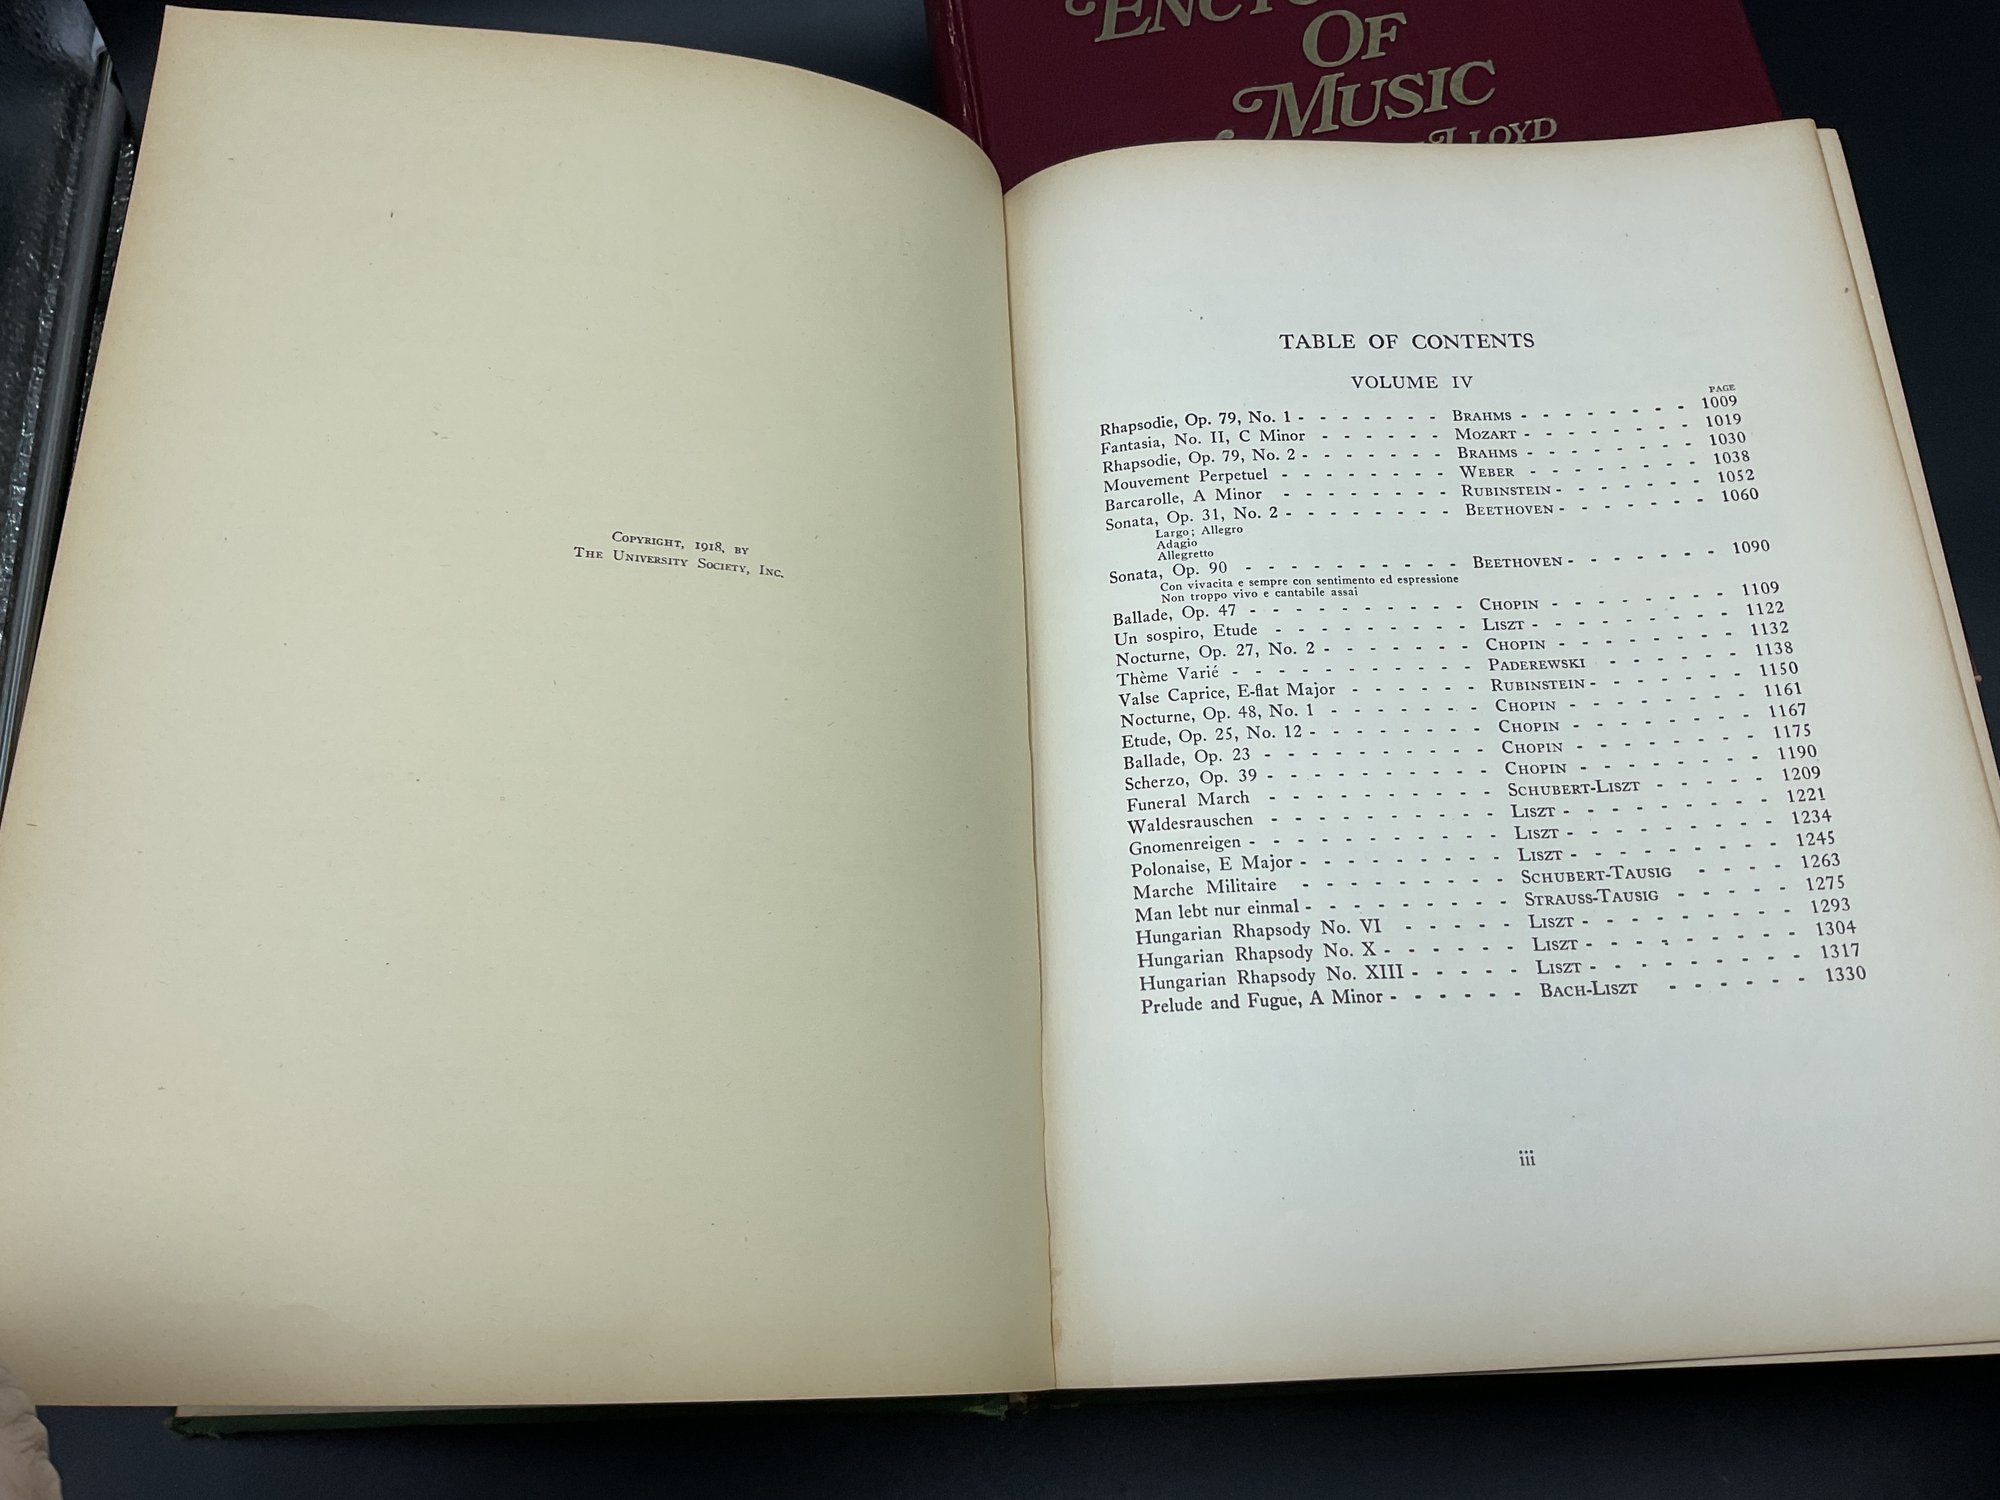 OF
MUSIC
LLOYD
COPYRIGHT, 1918, BY
THE UNIVERSITY SOCIETY, INC.
TABLE OF CONTENTS
VOLUME IV
PAGE
Rhapsodie, Op. 79, No. 1 - - - - - - - BRAHMS - - - - - - - - 1009
Fantasia, No. II, C Minor - - - - - - MOZART - - - - - - - - 1019
Rhapsodie, Op. 79, No. 2 - - - - - - - BRAHMS - - - - - - - - 1030
Mouvement Perpetuel - - - - - - - - WEBER - - - - - - - - 1038
Barcarolle, A Minor - - - - - - - - RUBINSTEIN - - - - - - - 1052
Sonata, Op. 31, No. 2 - - - - - - - - BEETHOVEN - - - - - - - 1060
Largo; Allegro
Adagio
Allegretto
Sonata, Op. 90 - - - - - - - - - - BEETHOVEN - - - - - - - 1090
Con vivacita e sempre con sentimento ed espressione
Non troppo vivo e cantabile assai
Ballade, Op. 47 - - - - - - - - - - CHOPIN - - - - - - - - 1109
Un sospiro, Etude - - - - - - - - - LISZT - - - - - - - - - 1122
Nocturne, Op. 27, No. 2 - - - - - - - CHOPIN - - - - - - - - 1132
Thème Varié - - - - - - - - - - - PADEREWSKI - - - - - - 1138
Valse Caprice, E-flat Major - - - - - - RUBINSTEIN - - - - - - - 1150
Nocturne, Op. 48, No. 1 - - - - - - - CHOPIN - - - - - - - - 1161
Etude, Op. 25, No. 12 - - - - - - - - CHOPIN - - - - - - - - 1167
Ballade, Op. 23 - - - - - - - - - - CHOPIN - - - - - - - - 1175
Scherzo, Op. 39 - - - - - - - - - - CHOPIN - - - - - - - - 1190
Funeral March - - - - - - - - - - SCHUBERT-LISZT - - - - - 1209
Waldesrauschen - - - - - - - - - - LISZT - - - - - - - - - 1221
Gnomenreigen - - - - - - - - - - - LISZT - - - - - - - - - 1234
Polonaise, E Major - - - - - - - - - LISZT - - - - - - - - - 1245
Marche Militaire - - - - - - - - - SCHUBERT-TAUSIG - - - - 1263
Man lebt nur einmal - - - - - - - - - STRAUSS-TAUSIG - - - - - 1275
Hungarian Rhapsody No. VI - - - - - LISZT - - - - - - - - - 1293
Hungarian Rhapsody No. X - - - - - - LISZT - - - - - - - - - 1304
Hungarian Rhapsody No. XIII - - - - - LISZT - - - - - - - - - 1317
Prelude and Fugue, A Minor - - - - - - BACH-LISZT - - - - - - 1330
iii